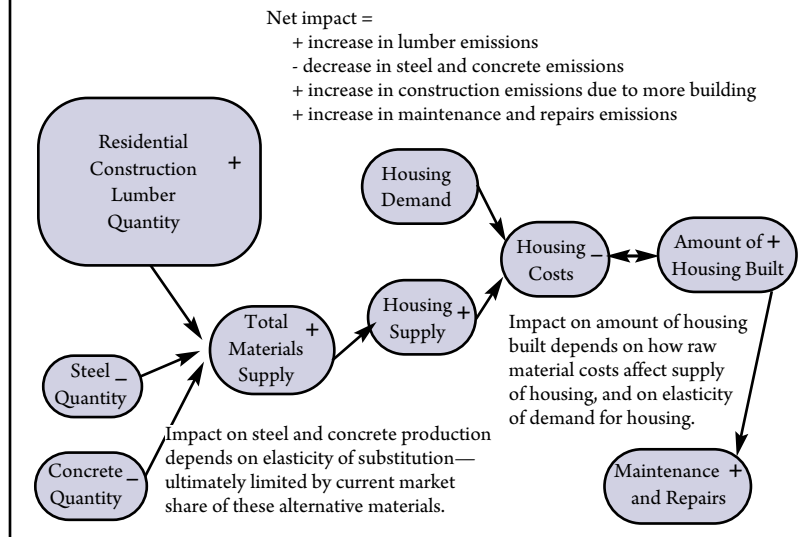 Net impact =
+ increase in lumber emissions
- decrease in steel and concrete emissions
+ increase in construction emissions due to more building
+ increase in maintenance and repairs emissions
Residential
Construction +
Lumber
Quantity
Housing
Demand
Housing –
Costs
Amount of +
Housing Built
Housing +
Supply
Total +
Materials
Supply
Steel –
Quantity
Concrete –
Quantity
Impact on steel and concrete production
depends on elasticity of substitution—
ultimately limited by current market
share of these alternative materials.
Impact on amount of housing
built depends on how raw
material costs affect supply
of housing, and on elasticity
of demand for housing.
Maintenance +
and Repairs